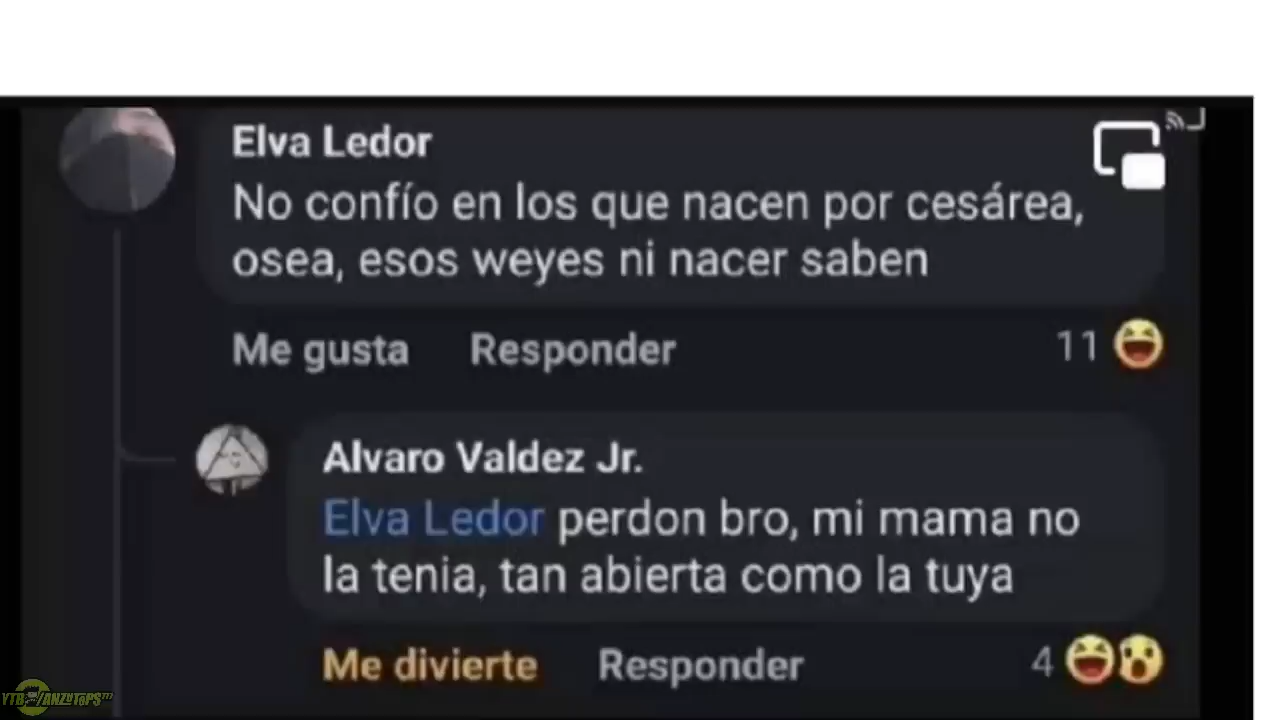 Elva Ledor
No confío en los que nacen por cesárea,
osea, esos weyes ni nacer saben
Me gusta Responder 11
Alvaro Valdez Jr.
Elva Ledor perdon bro, mi mama no
la tenia, tan abierta como la tuya
Me divierte Responder 4